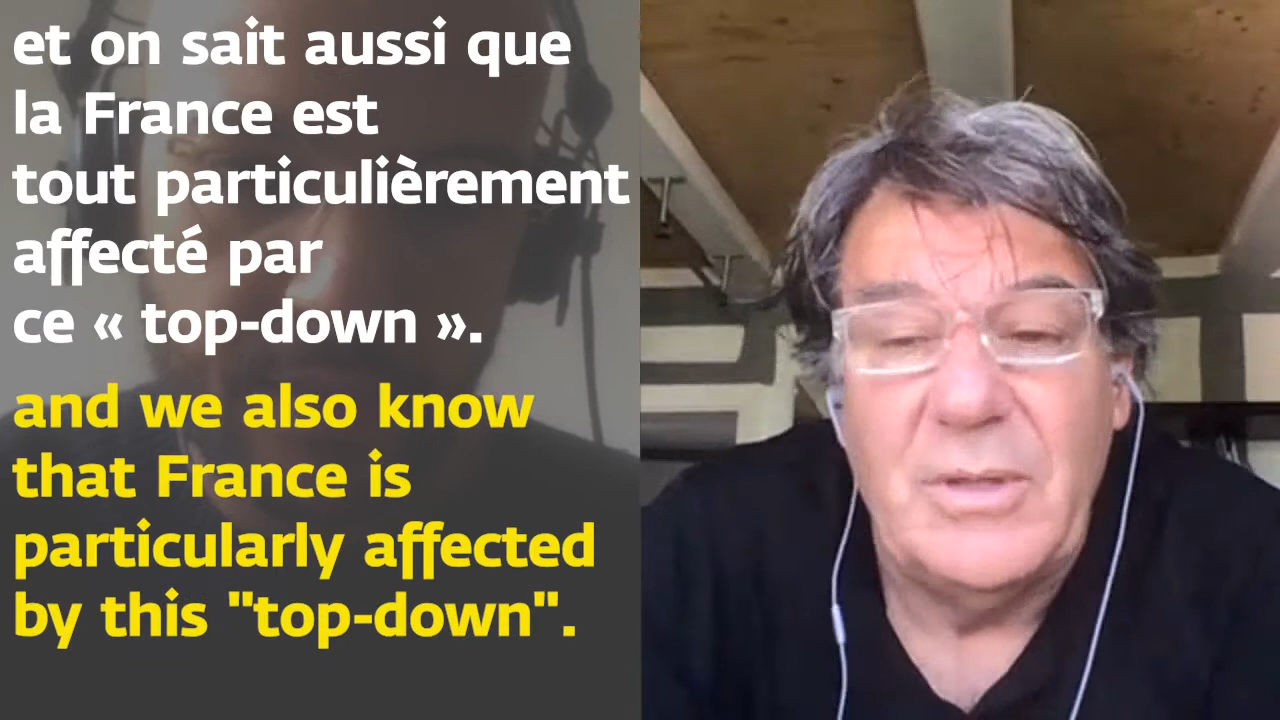 et on sait aussi que
la France est
tout particulièrement
affecté par
ce « top-down ».
and we also know
that France is
particularly affected
by this "top-down".